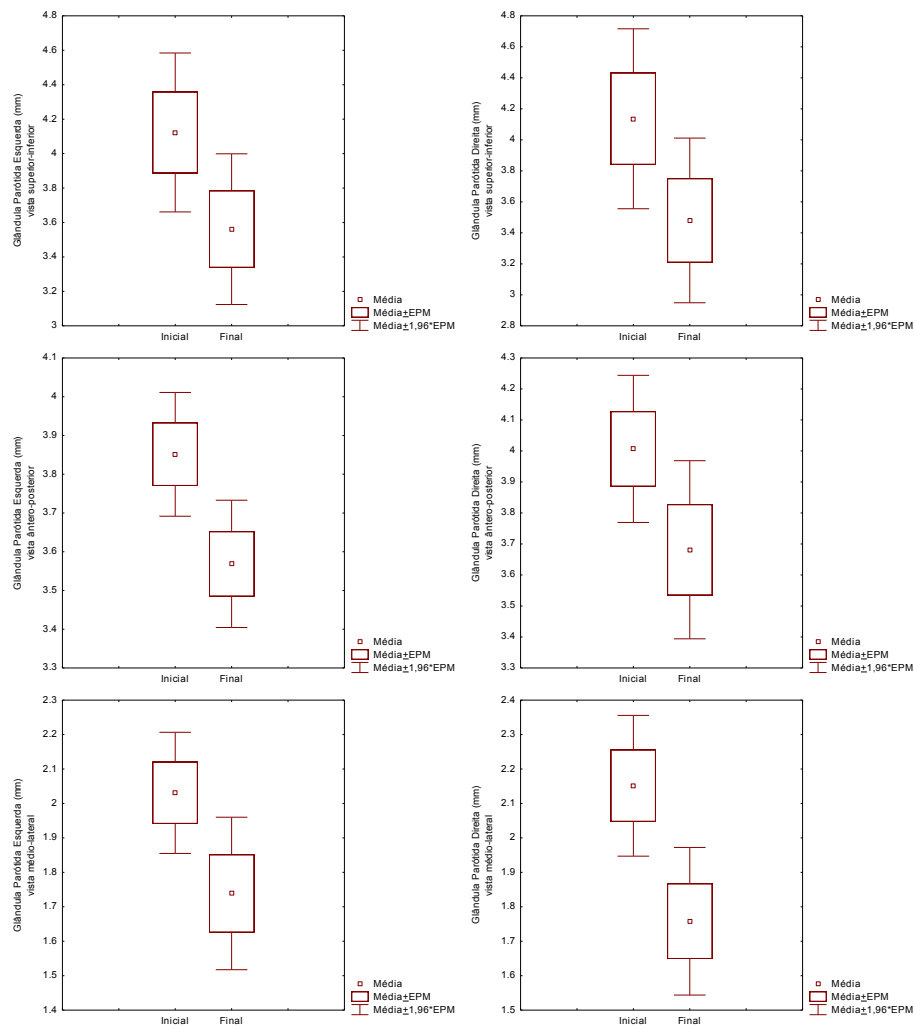 Glândula Parótida Esquerda (mm)
vista superior-inferior
4.8
4.6
4.4
4.2
4
3.8
3.6
3.4
3.2
3
Inicial Final
Média
Média±EPM
Média±1,96*EPM
Glândula Parótida Direita (mm)
vista superior-inferior
4.8
4.6
4.4
4.2
4
3.8
3.6
3.4
3.2
3
2.8
Inicial Final
Média
Média±EPM
Média±1,96*EPM
Glândula Parótida Esquerda (mm)
vista ântero-posterior
4.1
4
3.9
3.8
3.7
3.6
3.5
3.4
3.3
Inicial Final
Média
Média±EPM
Média±1,96*EPM
Glândula Parótida Direita (mm)
vista ântero-posterior
4.3
4.2
4.1
4
3.9
3.8
3.7
3.6
3.5
3.4
3.3
Inicial Final
Média
Média±EPM
Média±1,96*EPM
Glândula Parótida Esquerda (mm)
vista médio-lateral
2.3
2.2
2.1
2
1.9
1.8
1.7
1.6
1.5
1.4
Inicial Final
Média
Média±EPM
Média±1,96*EPM
Glândula Parótida Direita (mm)
vista médio-lateral
2.4
2.3
2.2
2.1
2
1.9
1.8
1.7
1.6
1.5
Inicial Final
Média
Média±EPM
Média±1,96*EPM